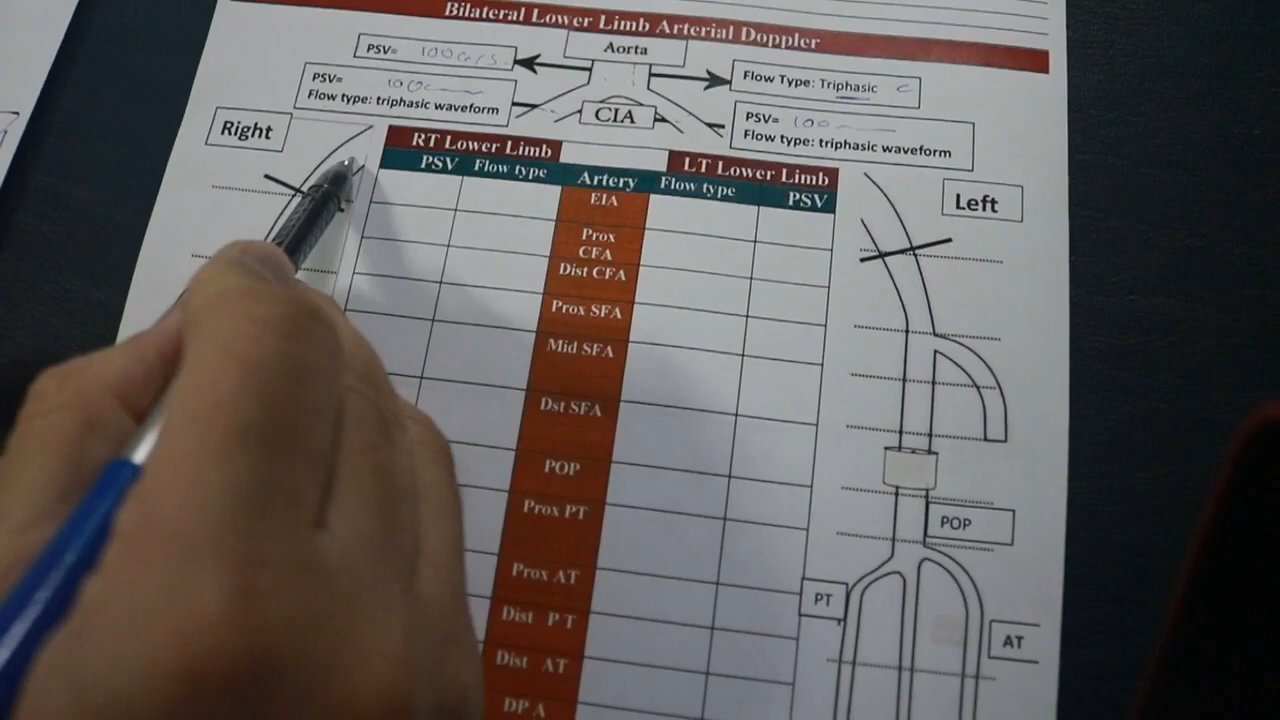 Bilateral Lower Limb Arterial Doppler
Aorta
PSV= 100
Flow Type: Triphasic
PSV= 100
Flow type: triphasic waveform
CIA
PSV= 100
Flow type: triphasic waveform
Right
RT Lower Limb
LT Lower Limb
PSV Flow type Artery Flow type PSV
Left
EIA
Prox
CFA
Dist CFA
Prox SFA
Mid SFA
Dst SFA
POP
Prox PT
POP
Prox AT
PT
Dist P T
AT
Dist AT
DP A